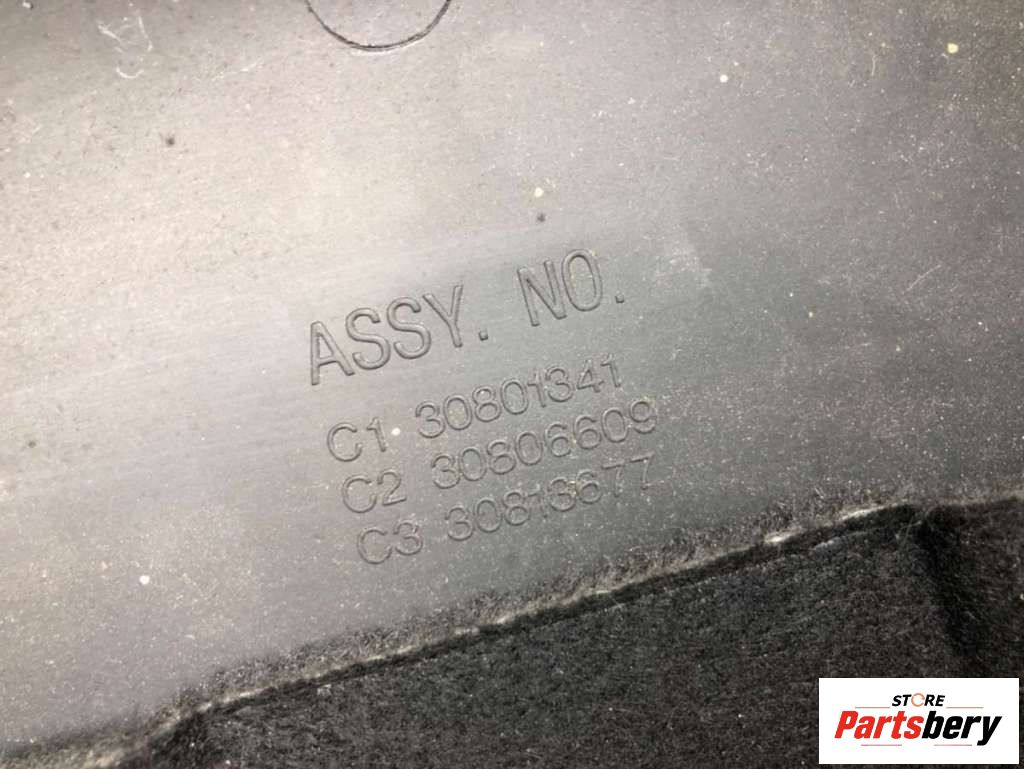 ASSY. NO.
C1 30801341
C2 30806609
C3 30813677
STORE
Partsbery